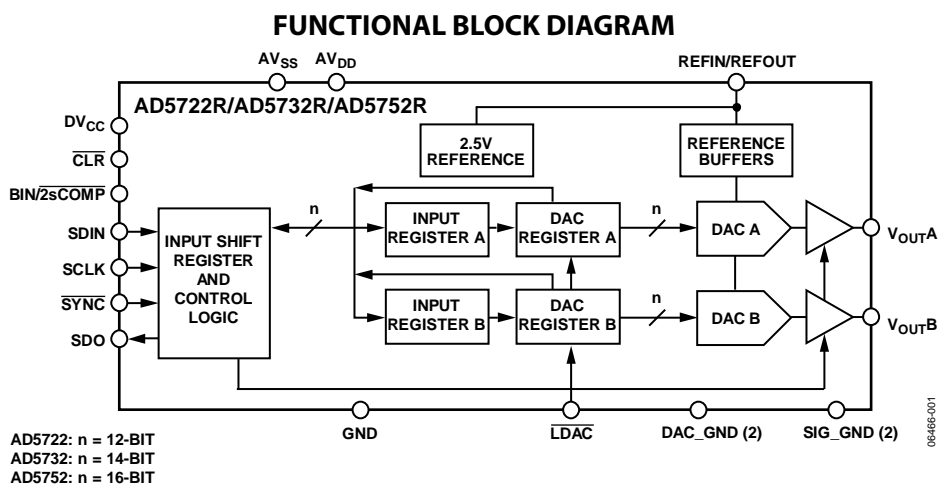 FUNCTIONAL BLOCK DIAGRAM
AVSS
AVDD
REFIN/REFOUT
AD5722R/AD5732R/AD5752R
DVCC
CLR
BIN/2sCOMP
SDIN
SCLK
SYNC
SDO
2.5V
REFERENCE
REFERENCE
BUFFERS
INPUT SHIFT
REGISTER
AND
CONTROL
LOGIC
n
INPUT
REGISTER A
DAC
REGISTER A
n
DAC A
VOUTA
INPUT
REGISTER B
DAC
REGISTER B
n
DAC B
VOUTB
GND
LDAC
DAC_GND (2)
SIG_GND (2)
06466-001
AD5722: n = 12-BIT
AD5732: n = 14-BIT
AD5752: n = 16-BIT